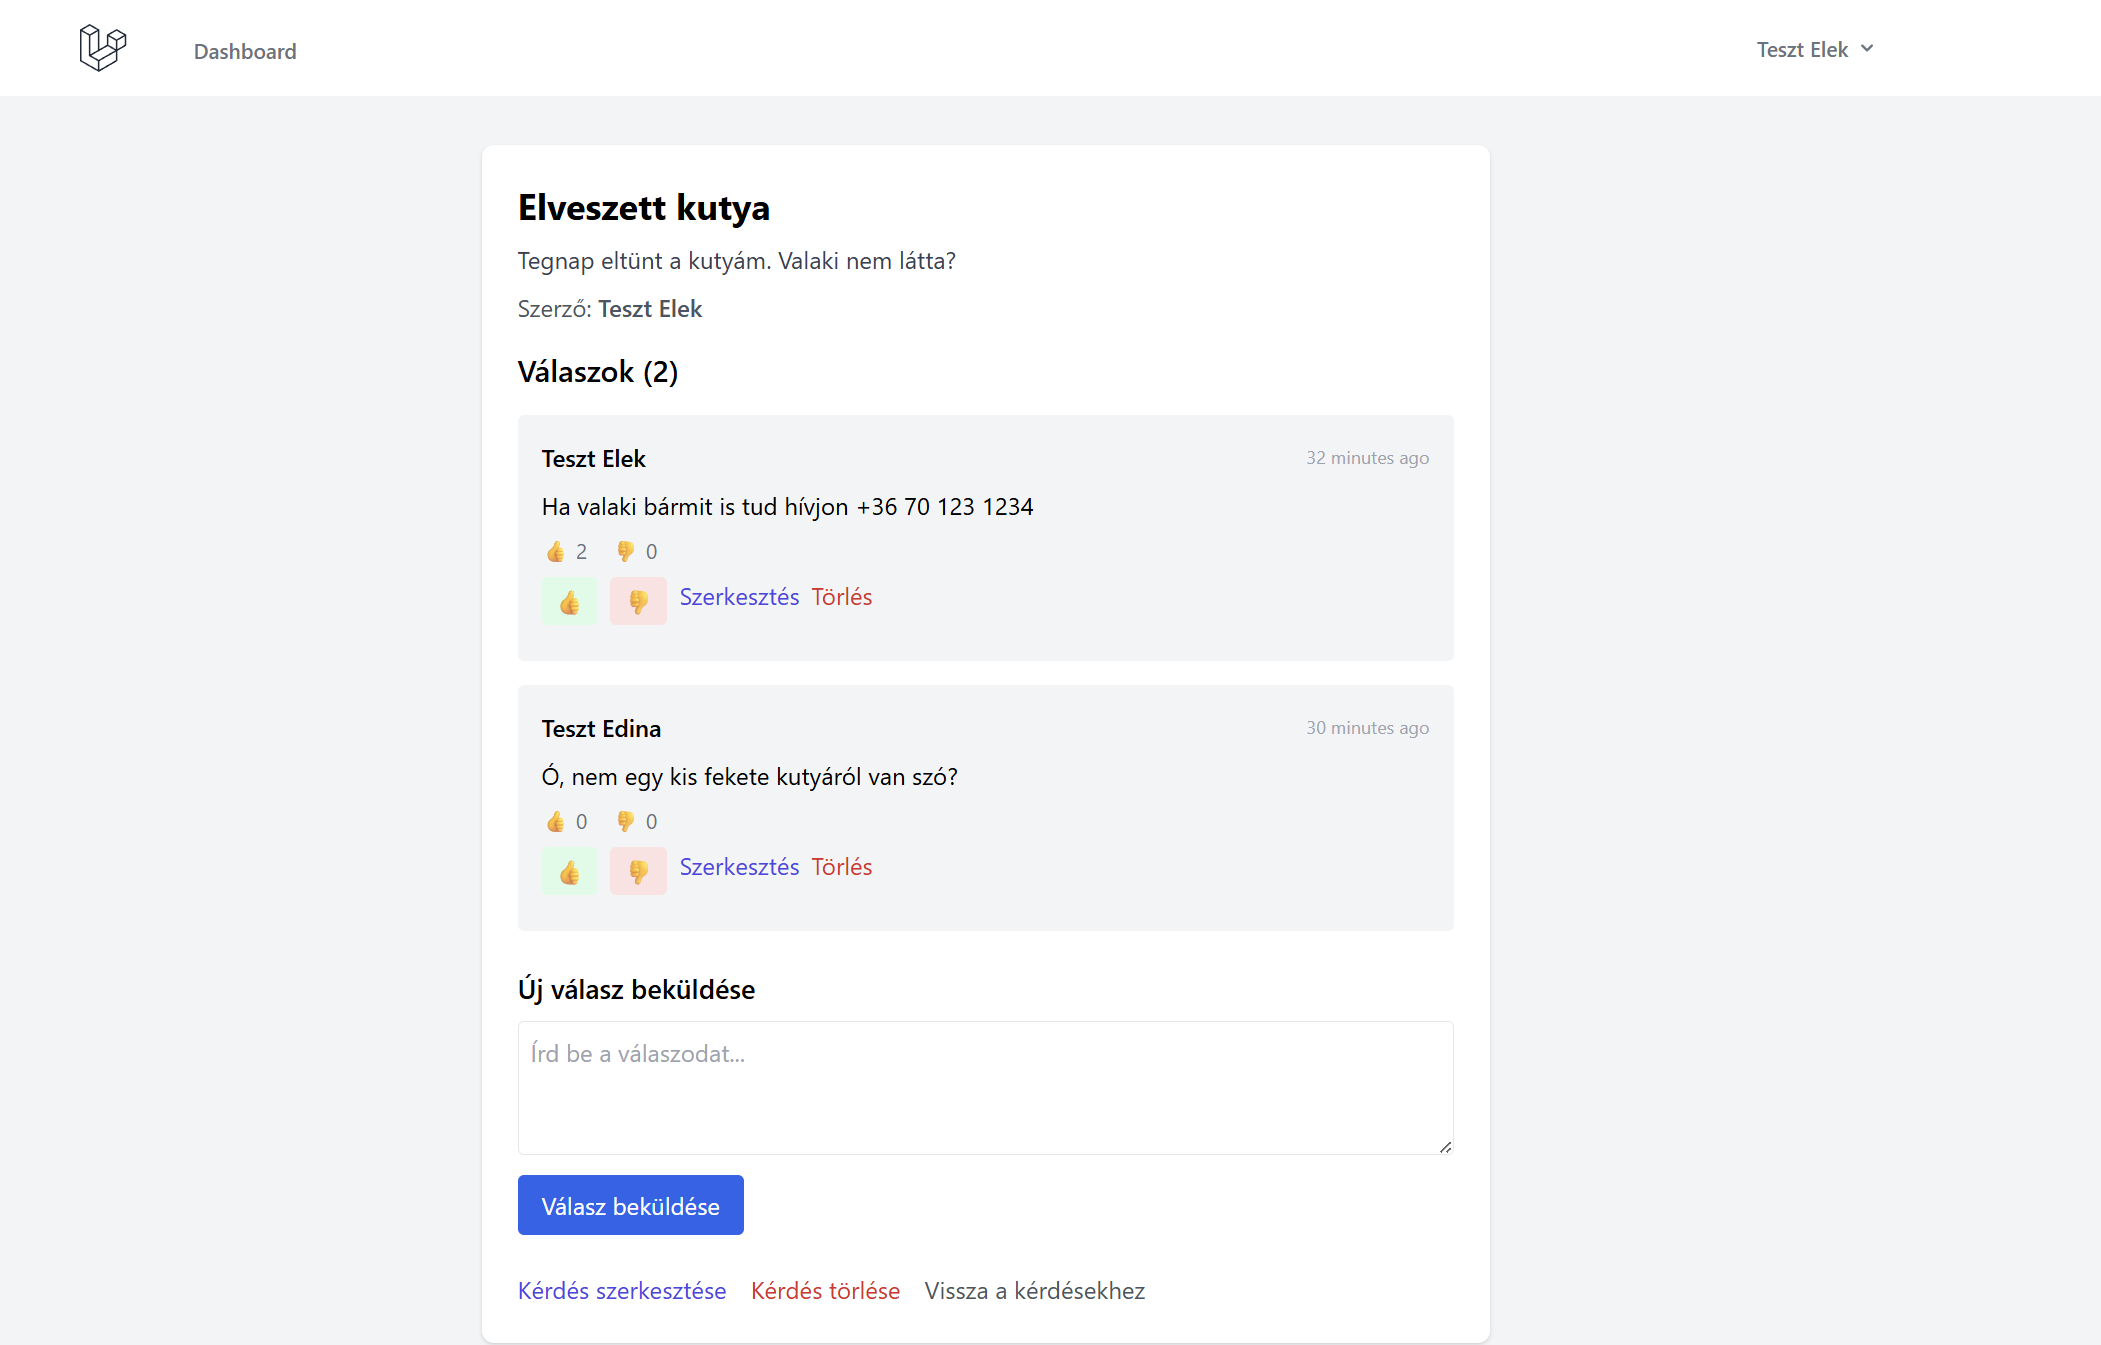 Dashboard
Teszt Elek
Elveszett kutya
Tegnap eltünt a kutyám. Valaki nem látta?
Szerző: Teszt Elek
Válaszok (2)
Teszt Elek
32 minutes ago
Ha valaki bármit is tud hívjon +36 70 123 1234
👍 2 👎 0
👍 👎 Szerkesztés Törlés
Teszt Edina
30 minutes ago
Ó, nem egy kis fekete kutyáról van szó?
👍 0 👎 0
👍 👎 Szerkesztés Törlés
Új válasz beküldése
Írd be a válaszodat...
Válasz beküldése
Kérdés szerkesztése Kérdés törlése Vissza a kérdésekhez